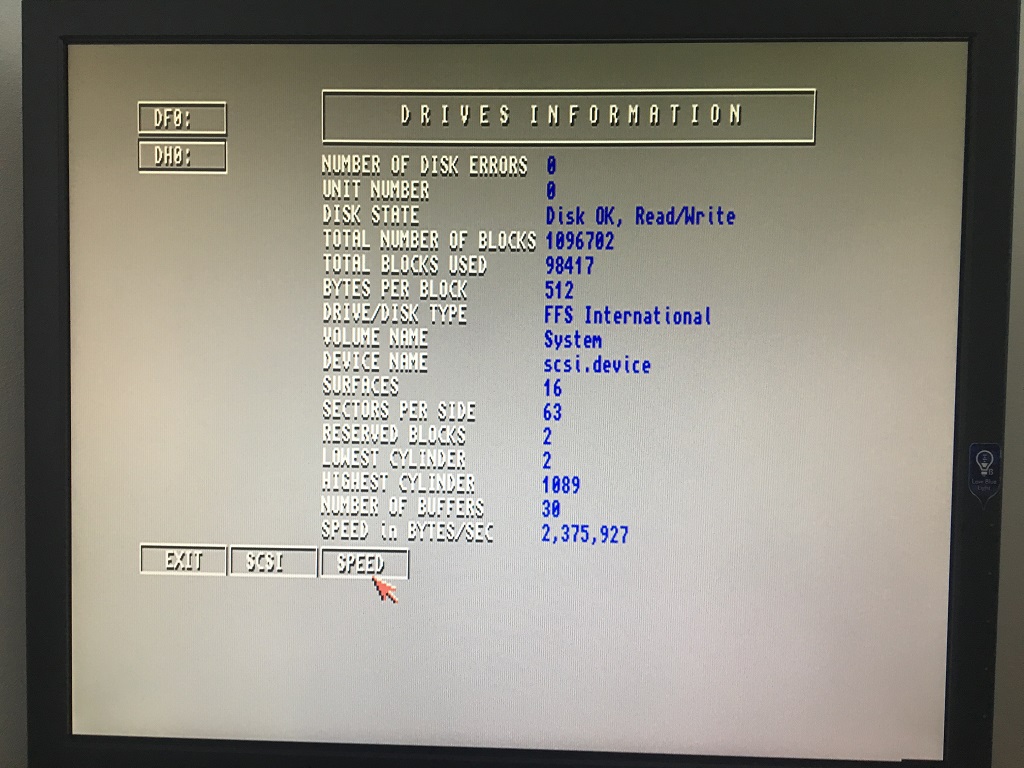 DF0:
DH0:
DRIVES INFORMATION
NUMBER OF DISK ERRORS 0
UNIT NUMBER 0
DISK STATE Disk OK, Read/Write
TOTAL NUMBER OF BLOCKS 1096702
TOTAL BLOCKS USED 98417
BYTES PER BLOCK 512
DRIVE/DISK TYPE FFS International
VOLUME NAME System
DEVICE NAME scsi.device
SURFACES 16
SECTORS PER SIDE 63
RESERVED BLOCKS 2
LOWEST CYLINDER 2
HIGHEST CYLINDER 1089
NUMBER OF BUFFERS 30
SPEED in BYTES/SEC 2,375,927
EXIT SCSI SPEED